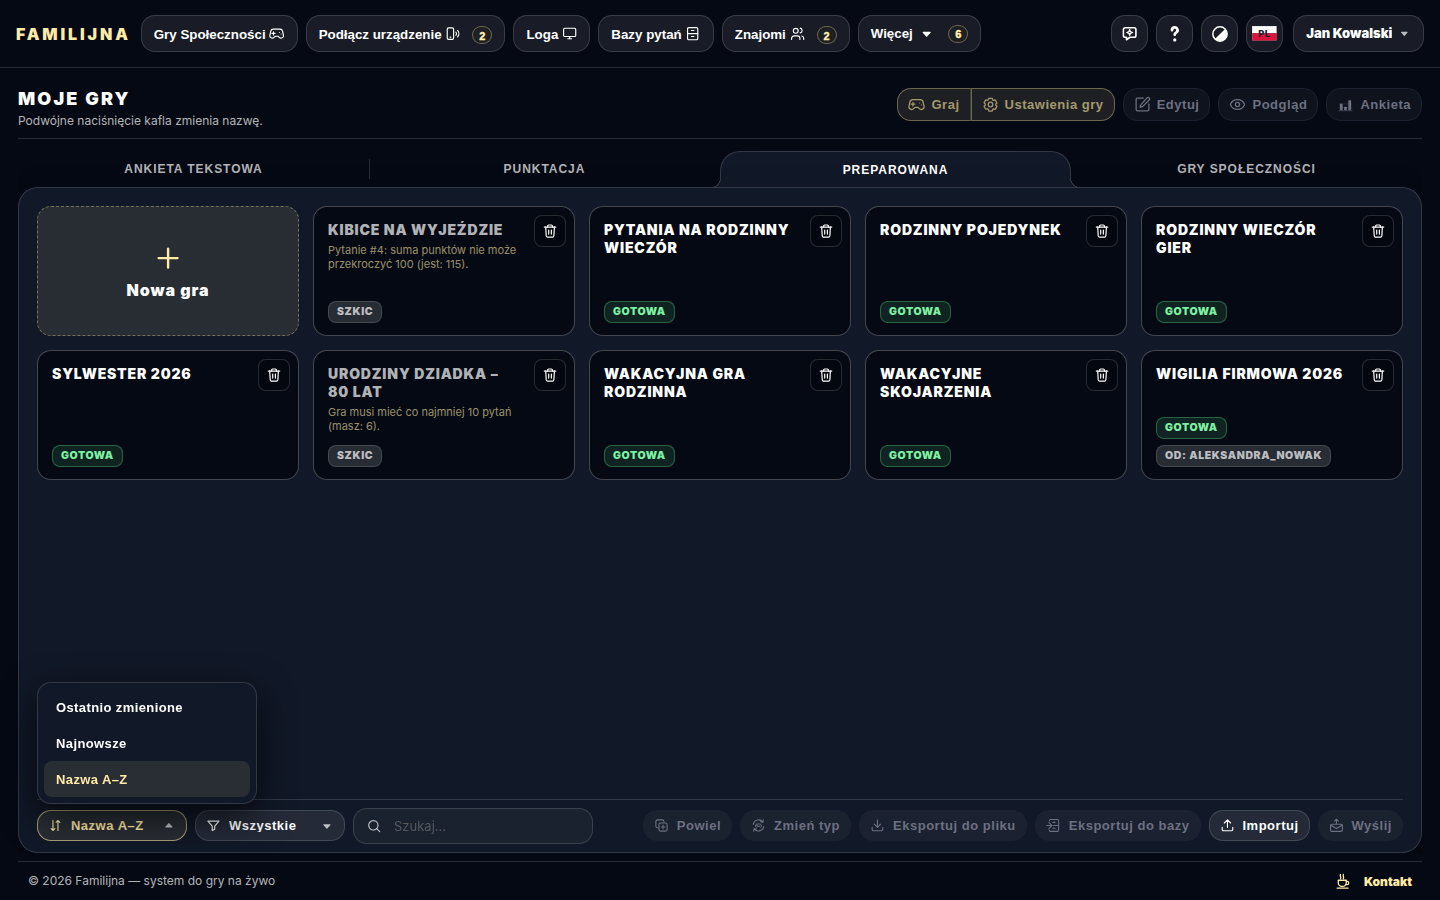 FAMILIJNA
Gry Społeczności
Podłącz urządzenie 2
Loga
Bazy pytań
Znajomi 2
Więcej 6
?
PL
Jan Kowalski
MOJE GRY
Podwójne naciśnięcie kafla zmienia nazwę.
Graj
Ustawienia gry
Edytuj
Podgląd
Ankieta
ANKIETA TEKSTOWA
PUNKTACJA
PREPAROWANA
GRY SPOŁECZNOŚCI
Nowa gra
KIBICE NA WYJEŹDZIE
Pytanie #4: suma punktów nie może
przekroczyć 100 (jest: 115).
SZKIC
PYTANIA NA RODZINNY
WIECZÓR
GOTOWA
RODZINNY POJEDYNEK
GOTOWA
RODZINNY WIECZÓR
GIER
GOTOWA
SYLWESTER 2026
GOTOWA
URODZINY DZIADKA –
80 LAT
Gra musi mieć co najmniej 10 pytań
(masz: 6).
SZKIC
WAKACYJNA GRA
RODZINNA
GOTOWA
WAKACYJNE
SKOJARZENIA
GOTOWA
WIGILIA FIRMOWA 2026
GOTOWA
OD: ALEKSANDRA_NOWAK
Ostatnio zmienione
Najnowsze
Nazwa A–Z
Nazwa A–Z
Wszystkie
Szukaj...
Powiel
Zmień typ
Eksportuj do pliku
Eksportuj do bazy
Importuj
Wyślij
© 2026 Familijna — system do gry na żywo
Kontakt